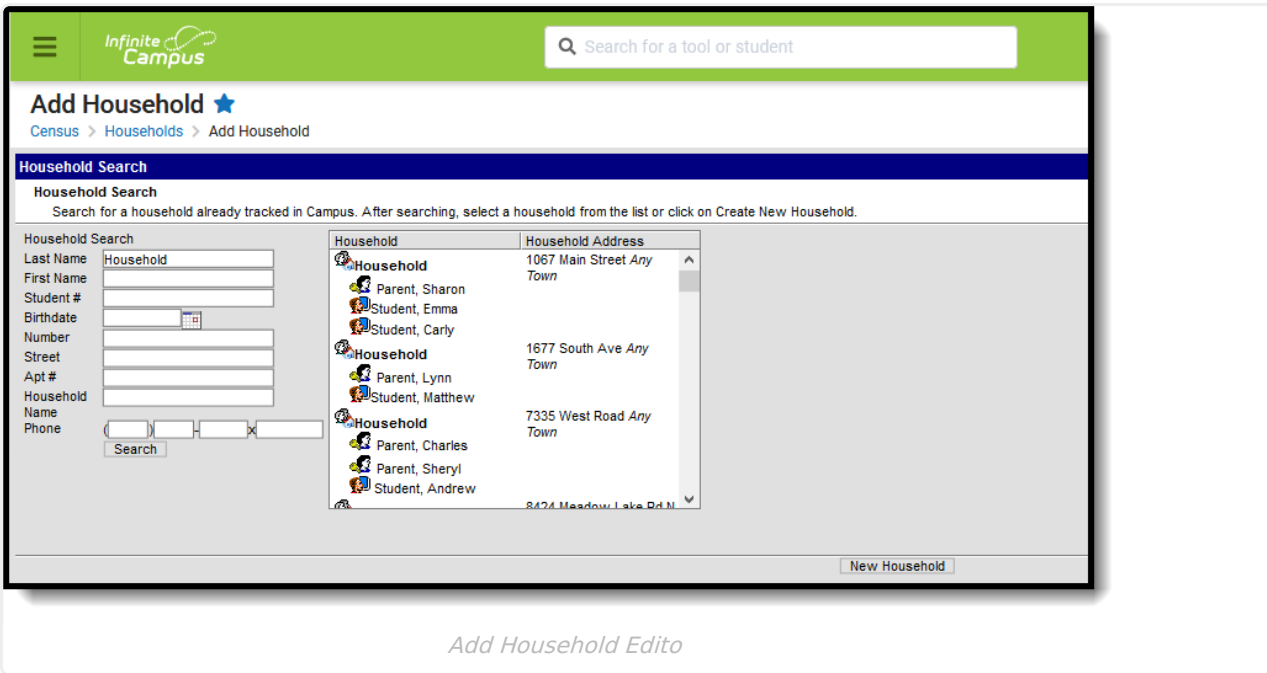 Infinite
Campus
Search for a tool or student
Add Household
Census > Households > Add Household
Household Search
Household Search
Search for a household already tracked in Campus. After searching, select a household from the list or click on Create New Household.
Household Search
Last Name Household
First Name
Student #
Birthdate
Number
Street
Apt #
Household
Name
Phone ( ) - x
Search
Household Household Address
Household 1067 Main Street Any
Town
Parent, Sharon
Student, Emma
Student, Carly
Household 1677 South Ave Any
Town
Parent, Lynn
Student, Matthew
Household 7335 West Road Any
Town
Parent, Charles
Parent, Sheryl
Student, Andrew
8424 Meadow Lake Rd N
New Household
Add Household Edito